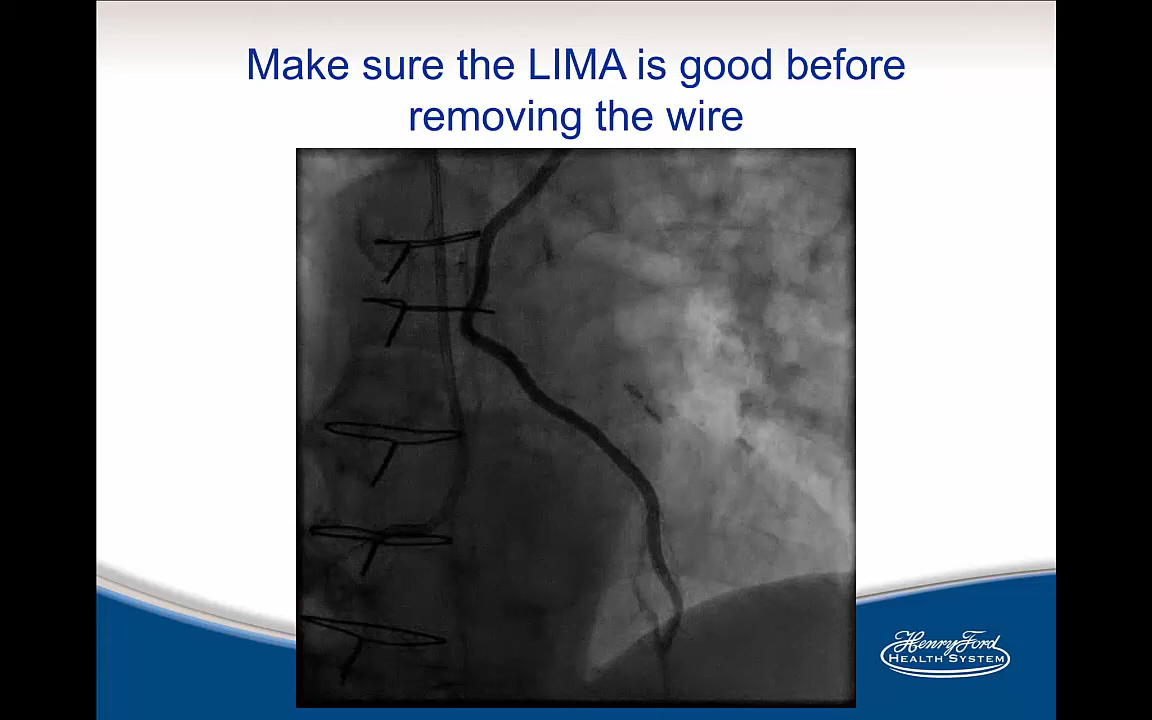 Make sure the LIMA is good before
removing the wire
Henry Ford
HEALTH SYSTEM